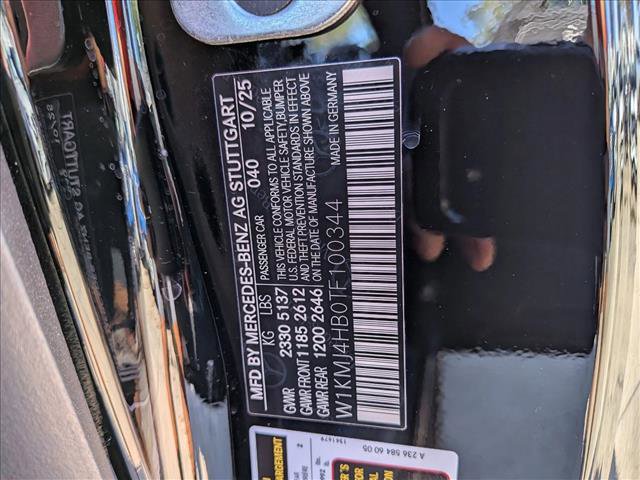 MFD BY MERCEDES-BENZ AG STUTTGART
PASSENGER CAR 040 10/25
KG LBS
GVWR 2330 5137
GAWR FRONT 1185 2612
GAWR REAR 1200 2646
THIS VEHICLE CONFORMS TO ALL APPLICABLE
U.S. FEDERAL MOTOR VEHICLE SAFETY, BUMPER
AND THEFT PREVENTION STANDARDS IN EFFECT
ON THE DATE OF MANUFACTURE SHOWN ABOVE
MADE IN GERMANY
W1KMJ4HB0TF100344
A 236 584 60 05
1341679